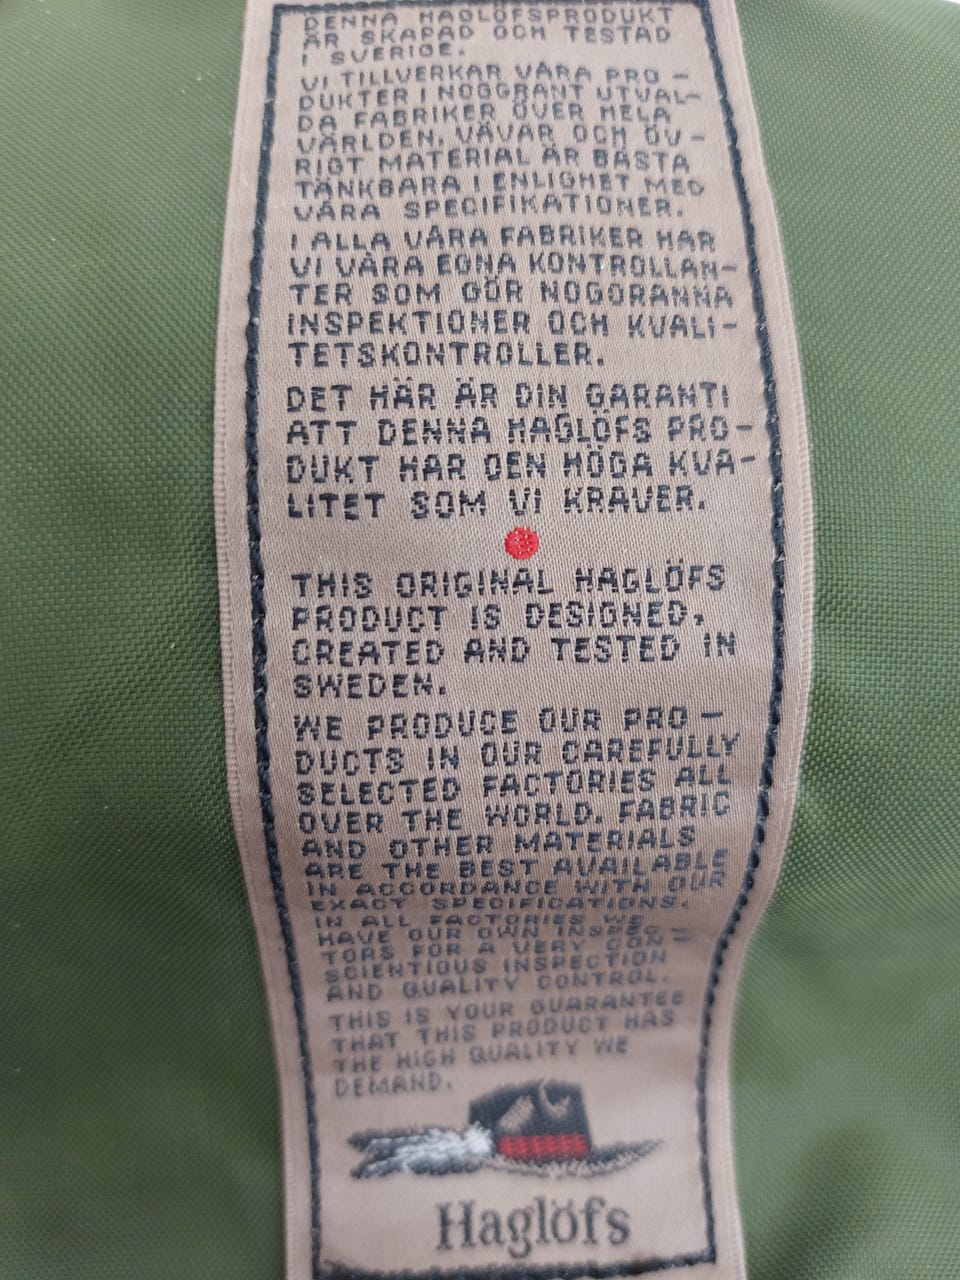 DENNA HAGLÖFSPRODUKT
ÄR SKAPAD OCH TESTAD
I SVERIGE.
VI TILLVERKAR VÅRA PRO-
DUKTER I NOGGRANT UTVAL-
DA FABRIKER ÖVER HELA
VÄRLDEN. VÄVAR OCH ÖV-
RIGT MATERIAL ÄR BÄSTA
TÄNKBARA I ENLIGHET MED
VÅRA SPECIFIKATIONER.
I ALLA VÅRA FABRIKER HAR
VI VÅRA EGNA KONTROLLAN-
TER SOM GÖR NOGGRANNA
INSPEKTIONER OCH KVALI-
TETSKONTROLLER.
DET HÄR ÄR DIN GARANTI
ATT DENNA HAGLÖFS PRO-
DUKT HAR DEN HÖGA KVA-
LITET SOM VI KRÄVER.
THIS ORIGINAL HAGLÖFS
PRODUCT IS DESIGNED,
CREATED AND TESTED IN
SWEDEN.
WE PRODUCE OUR PRO-
DUCTS IN OUR CAREFULLY
SELECTED FACTORIES ALL
OVER THE WORLD. FABRIC
AND OTHER MATERIALS
ARE THE BEST AVAILABLE
IN ACCORDANCE WITH OUR
EXACT SPECIFICATIONS.
IN ALL FACTORIES WE
HAVE OUR OWN INSPEC-
TORS FOR A VERY CON-
SCIENTIOUS INSPECTION
AND QUALITY CONTROL.
THIS IS YOUR GUARANTEE
THAT THIS PRODUCT HAS
THE HIGH QUALITY WE
DEMAND.
Haglöfs